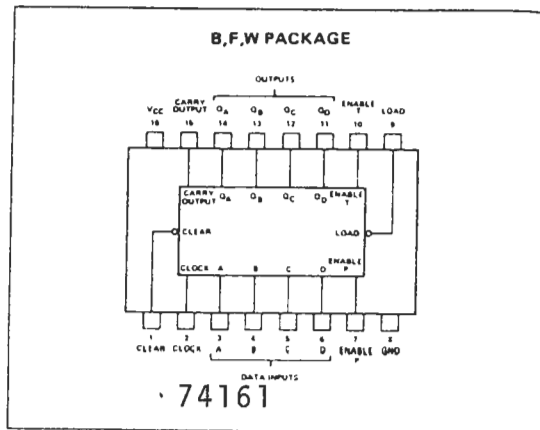 B,F,W PACKAGE
OUTPUTS
VCC CARRY OUTPUT QA QB QC QD ENABLE T LOAD
16 15 14 13 12 11 10 9
CARRY OUTPUT QA QB QC QD ENABLE T
CLEAR LOAD
CLOCK A B C D ENABLE P
1 2 3 4 5 6 7 8
CLEAR CLOCK A B C D ENABLE P GND
DATA INPUTS
74161